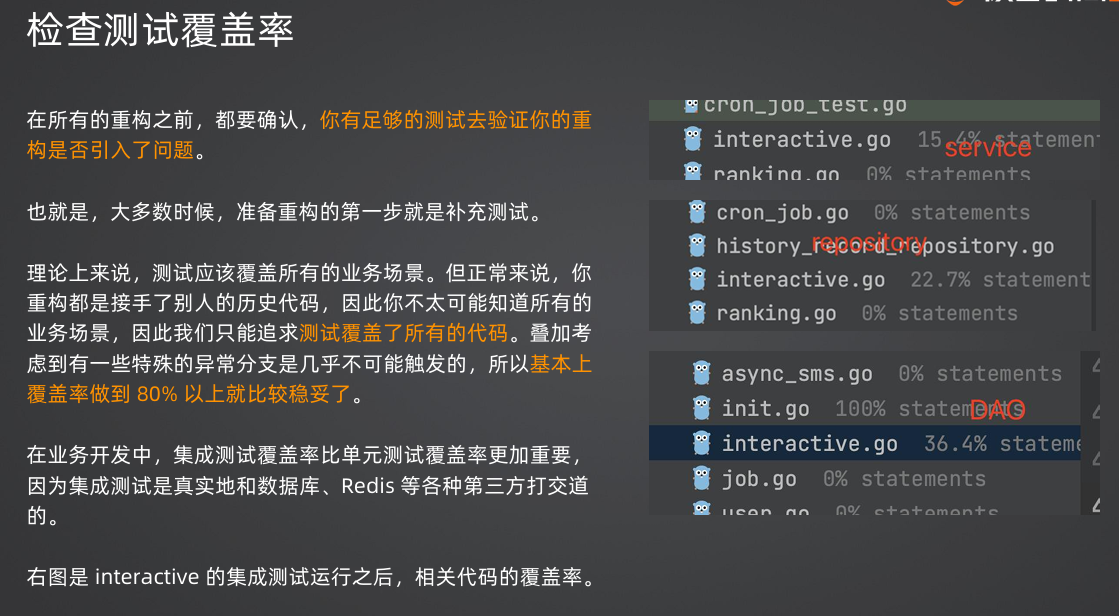 检查测试覆盖率
在所有的重构之前，都要确认，你有足够的测试去验证你的重
构是否引入了问题。
也就是，大多数时候，准备重构的第一步就是补充测试。
理论上来说，测试应该覆盖所有的业务场景。但正常来说，你
重构都是接手了别人的历史代码，因此你不太可能知道所有的
业务场景，因此我们只能追求测试覆盖了所有的代码。叠加考
虑到有一些特殊的异常分支是几乎不可能触发的，所以基本上
覆盖率做到 80% 以上就比较稳妥了。
在业务开发中，集成测试覆盖率比单元测试覆盖率更加重要，
因为集成测试是真实地和数据库、Redis 等各种第三方打交道
的。
右图是 interactive 的集成测试运行之后，相关代码的覆盖率。
cron_job_test.go
interactive.go 15.4% statement
service
ranking.go 0% statements
cron_job.go 0% statements
repository
history_record_repository.go
interactive.go 22.7% statement
ranking.go 0% statements
async_sms.go 0% statements
init.go 100% statements
DAO
interactive.go 36.4% stateme
job.go 0% statements
user.go 0% statements